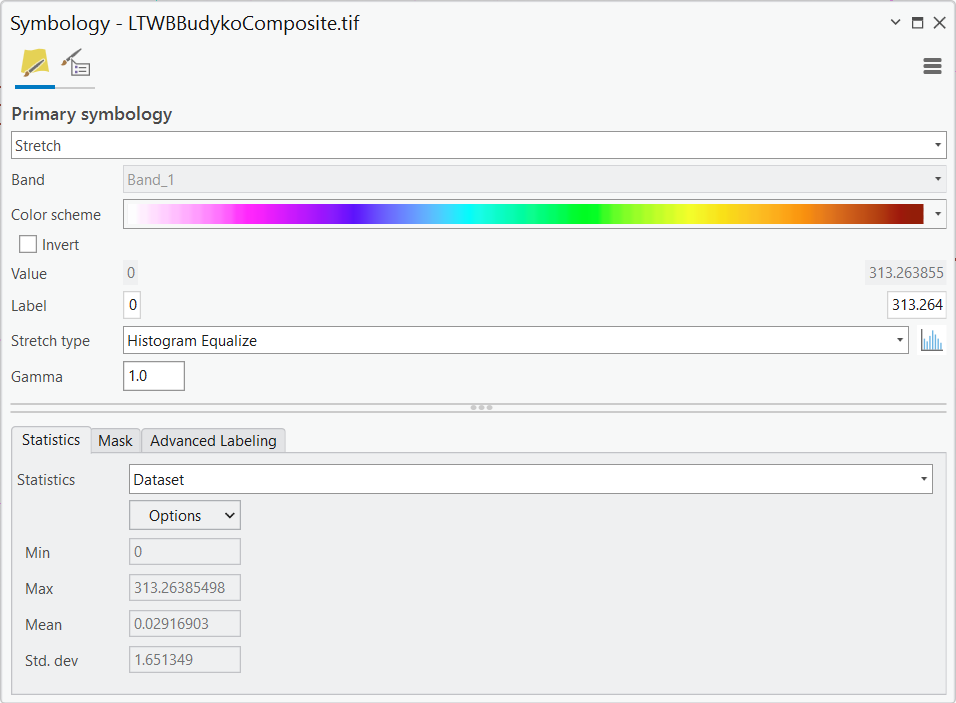 Symbology - LTWBBudykoComposite.tif
Primary symbology
Stretch
Band Band_1
Color scheme
Invert
Value 0 313.263855
Label 0 313.264
Stretch type Histogram Equalize
Gamma 1.0
Statistics Mask Advanced Labeling
Statistics Dataset
Options
Min 0
Max 313.26385498
Mean 0.02916903
Std. dev 1.651349